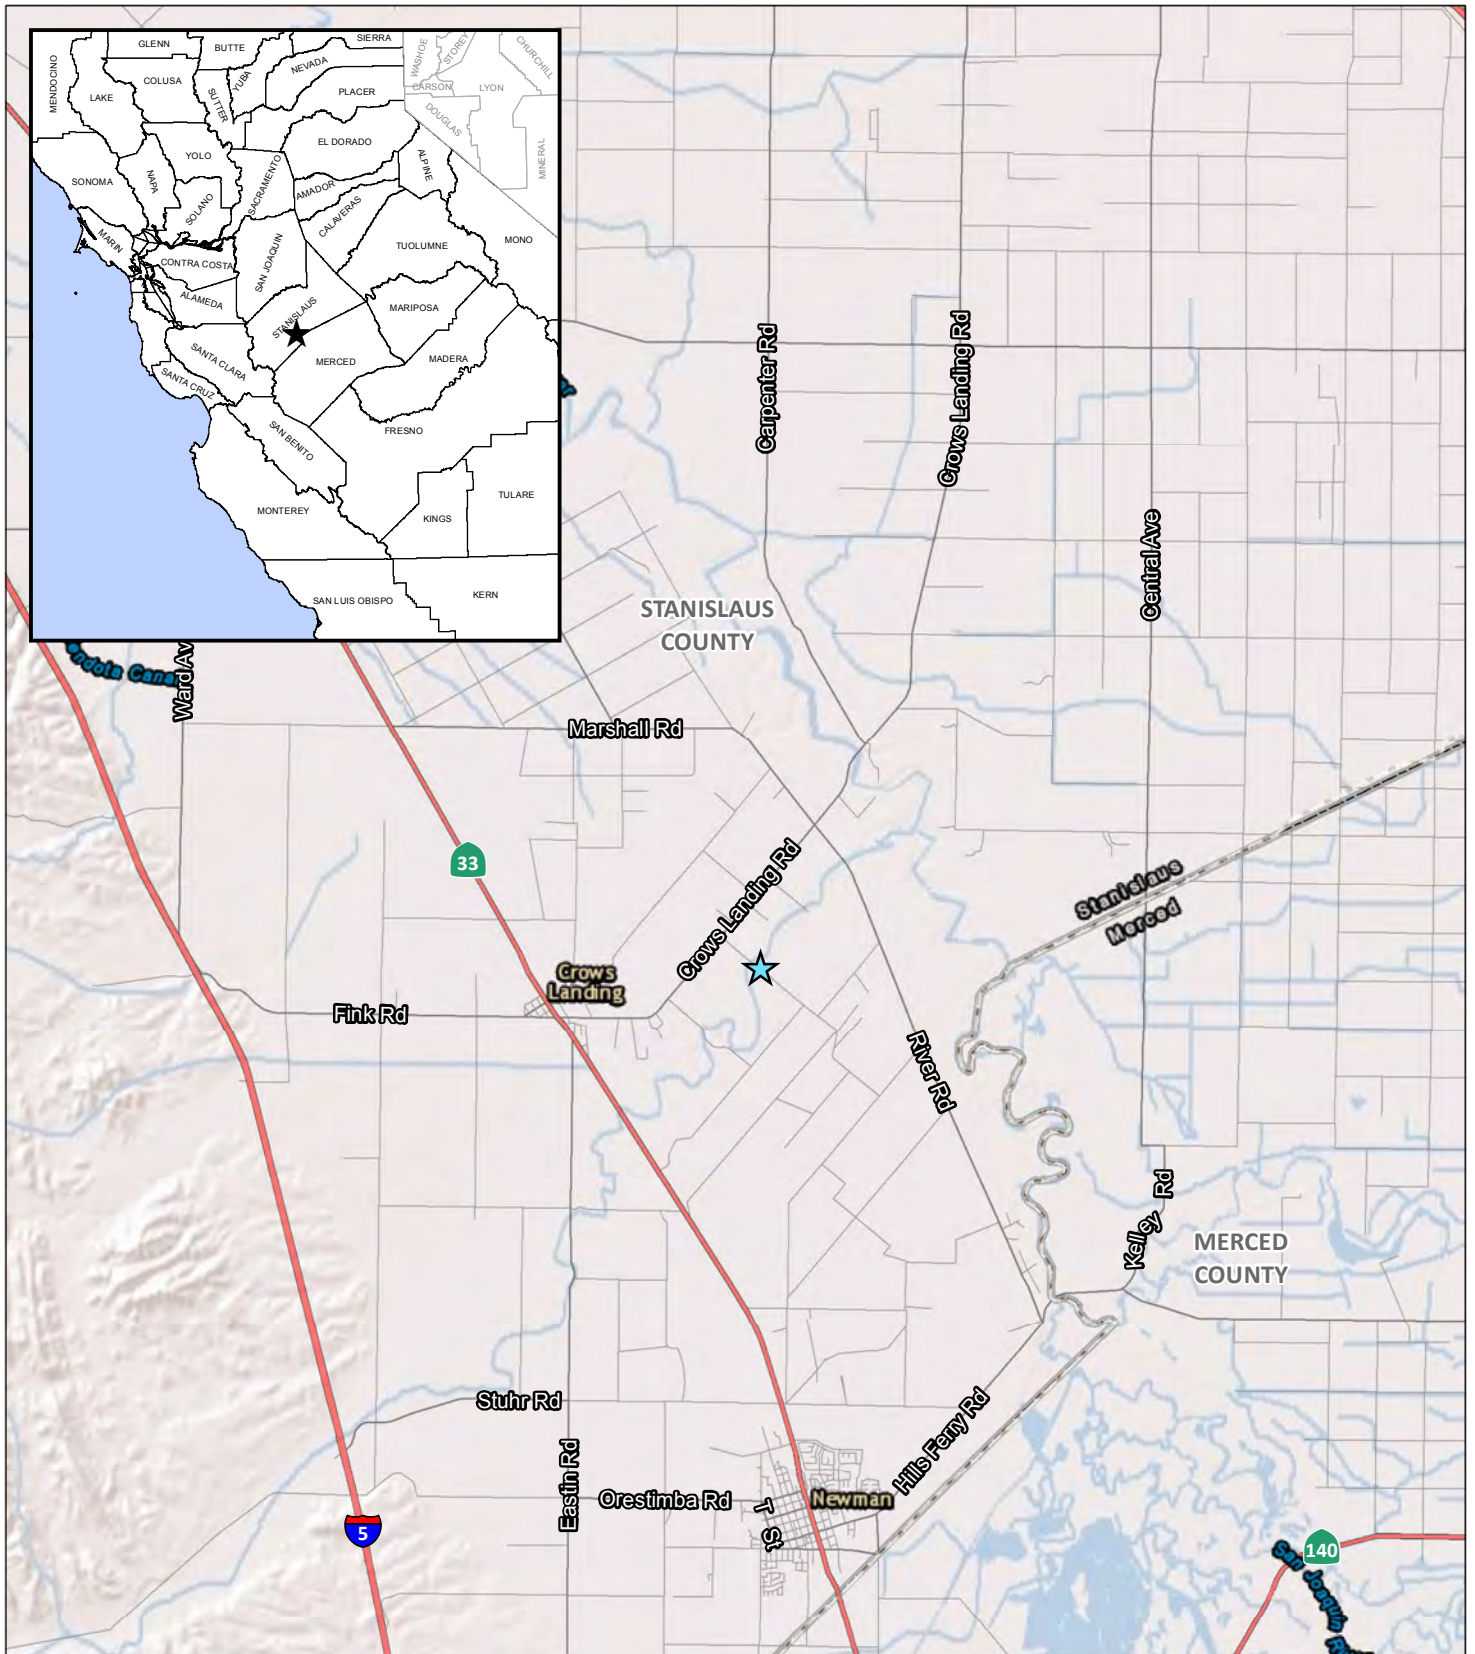 GLENN
BUTTE
SIERRA
MENDOCINO
COLUSA
YUBA
NEVADA
WASHOE
STOREY
CHURCHILL
LAKE
SUTTER
PLACER
CARSON
LYON
DOUGLAS
YOLO
EL DORADO
MINERAL
SONOMA
NAPA
SOLANO
SACRAMENTO
AMADOR
ALPINE
CALAVERAS
MARIN
CONTRA COSTA
SAN JOAQUIN
TUOLUMNE
MONO
ALAMEDA
STANISLAUS
MARIPOSA
SANTA CLARA
MERCED
MADERA
SANTA CRUZ
SAN BENITO
FRESNO
MONTEREY
KINGS
TULARE
SAN LUIS OBISPO
KERN
Carpenter Rd
Crows Landing Rd
Central Ave
STANISLAUS
COUNTY
endota Canal
Ward Av
Marshall Rd
33
Crows Landing Rd
Stanislaus
Merced
Crows
Landing
Fink Rd
River Rd
Kelley Rd
MERCED
COUNTY
Stuhr Rd
Hills Ferry Rd
Eastin Rd
Orestimba Rd
T St
Newman
5
140
San Joaquin